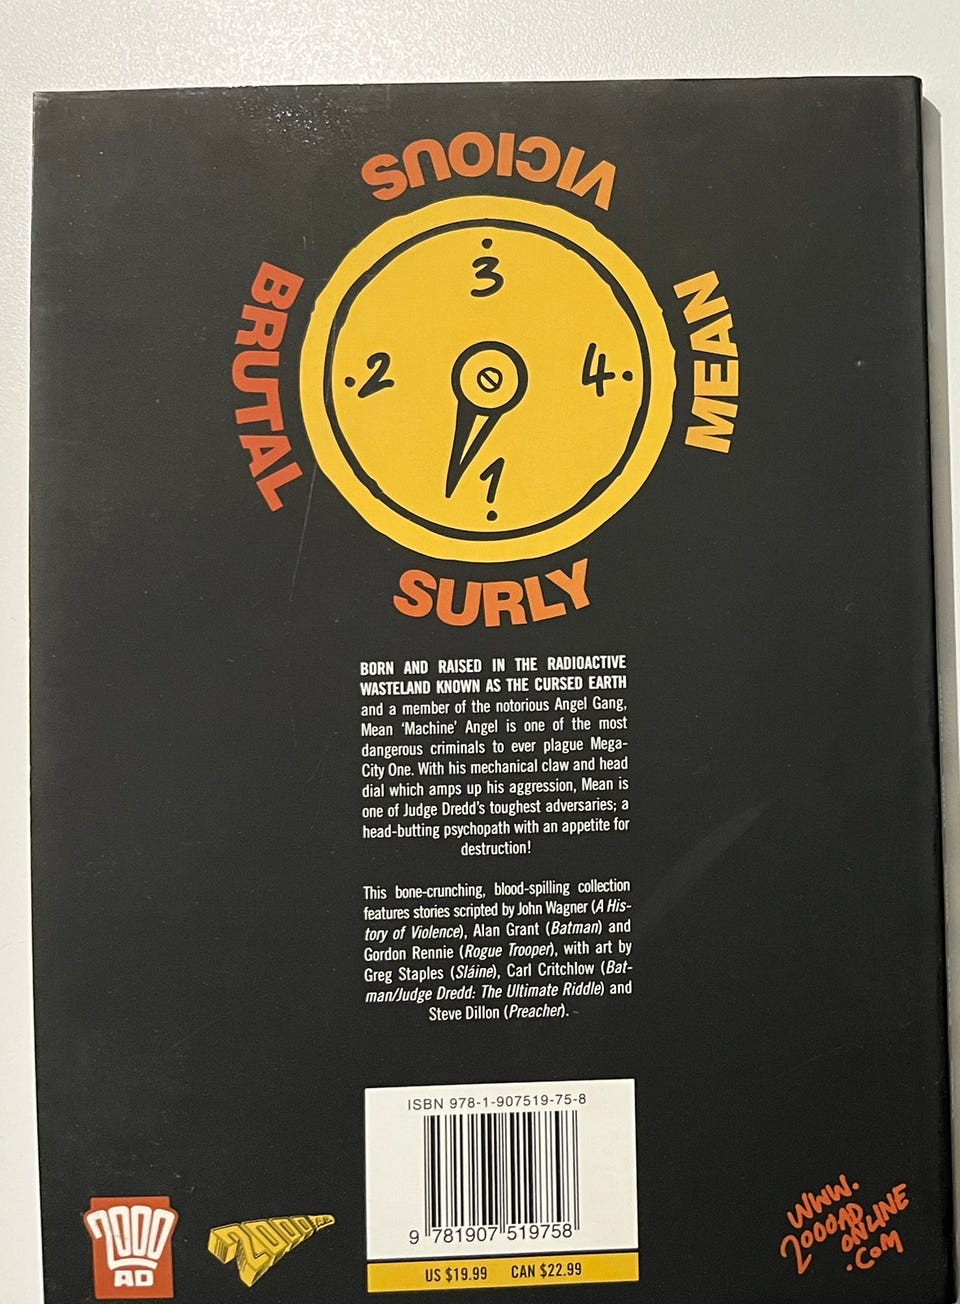 VICIOUS
BRUTAL
MEAN
SURLY
3
2
4
1
BORN AND RAISED IN THE RADIOACTIVE
WASTELAND KNOWN AS THE CURSED EARTH
and a member of the notorious Angel Gang,
Mean ‘Machine’ Angel is one of the most
dangerous criminals to ever plague Mega-
City One. With his mechanical claw and head
dial which amps up his aggression, Mean is
one of Judge Dredd's toughest adversaries; a
head-butting psychopath with an appetite for
destruction!
This bone-crunching, blood-spilling collection
features stories scripted by John Wagner (A His-
tory of Violence), Alan Grant (Batman) and
Gordon Rennie (Rogue Trooper), with art by
Greg Staples (Sláine), Carl Critchlow (Bat-
man/Judge Dredd: The Ultimate Riddle) and
Steve Dillon (Preacher).
ISBN 978-1-907519-75-8
9 781907 519758
US $19.99 CAN $22.99
2000
AD
2000AD
WWW.
2000AD
ONLINE
.COM